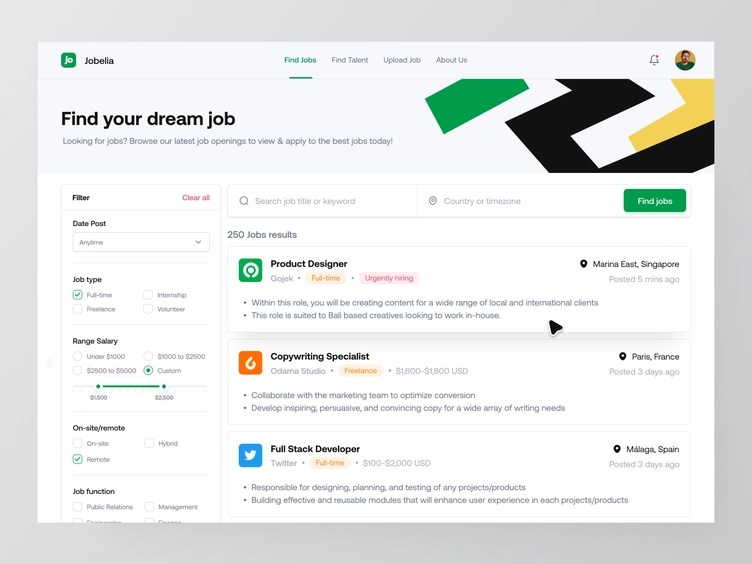 jo Jobelia Find Jobs Find Talent Upload Job About Us
Find your dream job
Looking for jobs? Browse our latest job openings to view & apply to the best jobs today!
Filter Clear all
Date Post
Anytime
Job type
Full-time Internship
Freelance Volunteer
Range Salary
Under $1000 $1000 to $2500
$2500 to $5000 Custom
$1,500 $2,500
On-site/remote
On-site Hybrid
Remote
Job function
Public Relations Management
Engineering Finance
Search job title or keyword Country or timezone Find jobs
250 Jobs results
Product Designer Marina East, Singapore
Gojek • Full-time • Urgently hiring Posted 5 mins ago
• Within this role, you will be creating content for a wide range of local and international clients
• This role is suited to Bali based creatives looking to work in-house.
Copywriting Specialist Paris, France
Odama Studio • Freelance • $1,600-$1,800 USD Posted 3 days ago
• Collaborate with the marketing team to optimize conversion
• Develop inspiring, persuasive, and convincing copy for a wide array of writing needs
Full Stack Developer Málaga, Spain
Twitter • Full-time • $100-$2,000 USD Posted 3 days ago
• Responsible for designing, planning, and testing of any projects/products
• Building effective and reusable modules that will enhance user experience in each projects/products